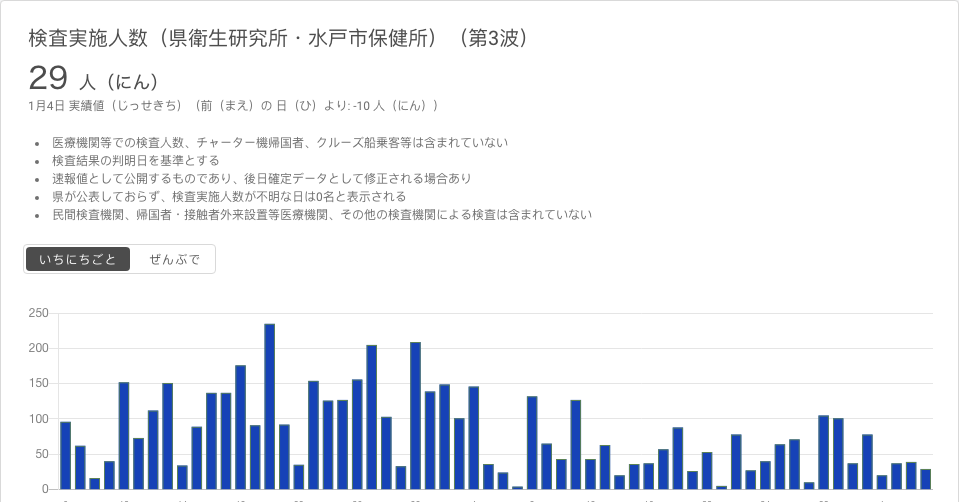 検査実施人数（県衛生研究所・水戸市保健所）（第3波）
29 人（にん）
1月4日 実績値（じっせきち）（前（まえ）の 日（ひ）より: -10 人（にん））
• 医療機関等での検査人数、チャーター機帰国者、クルーズ船乗客等は含まれていない
• 検査結果の判明日を基準とする
• 速報値として公開するものであり、後日確定データとして修正される場合あり
• 県が公表しておらず、検査実施人数が不明な日は0名と表示される
• 民間検査機関、帰国者・接触者外来設置等医療機関、その他の検査機関による検査は含まれていない
いちにちごと ぜんぶで
250
200
150
100
50
0